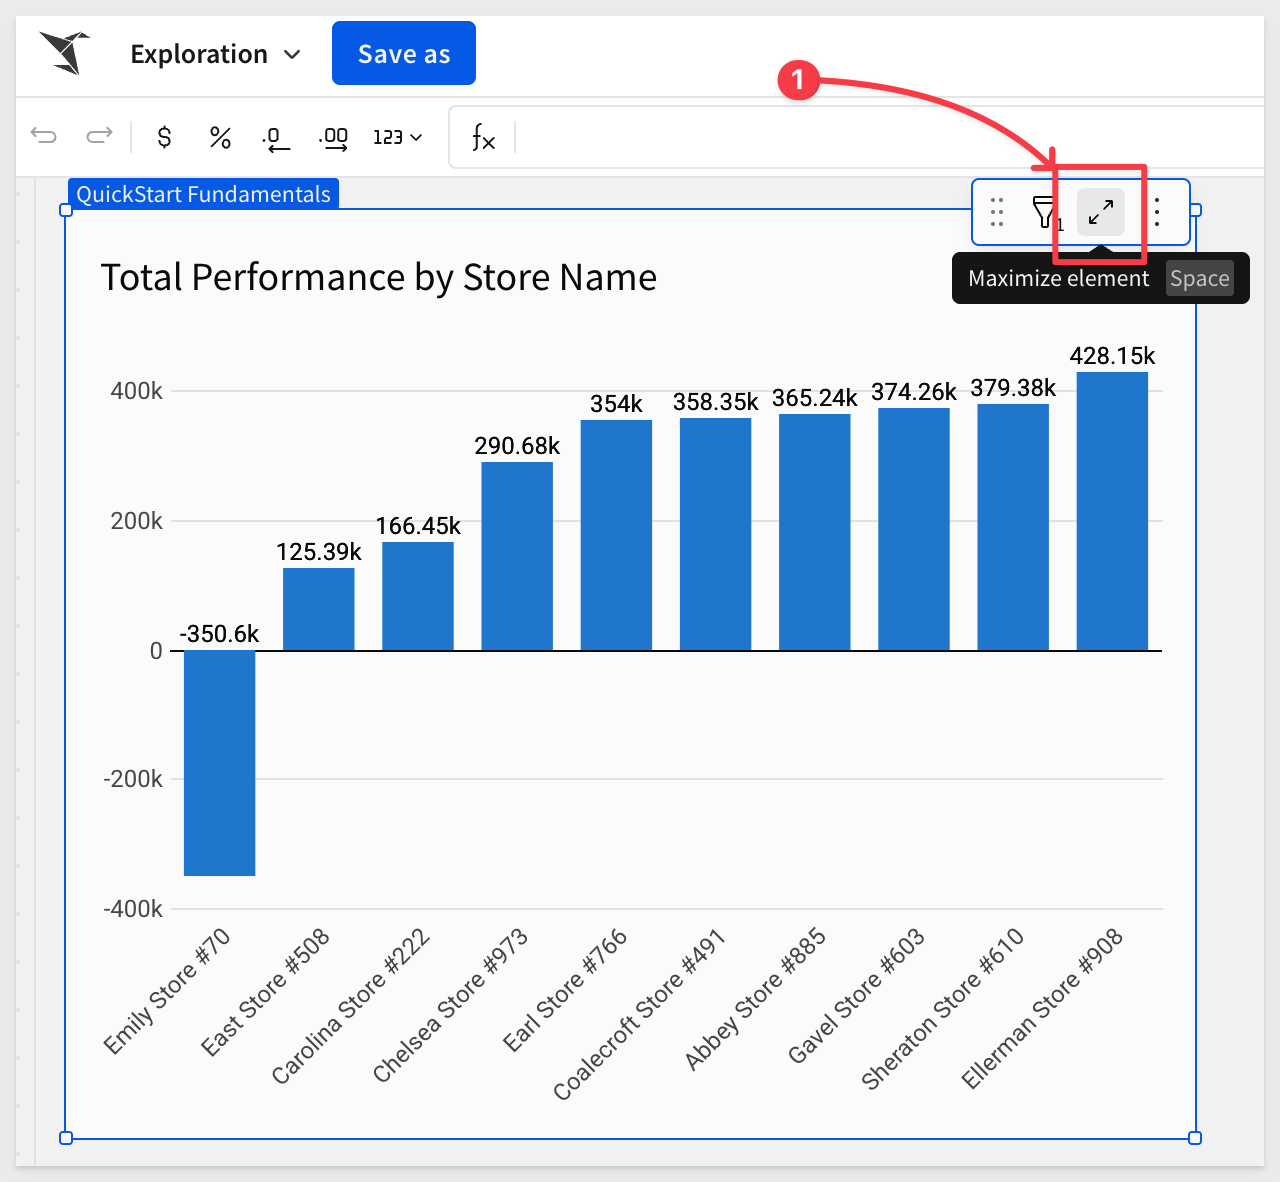 Exploration
Save as
1
$ % .0 .00 123
fx
QuickStart Fundamentals
1
Maximize element Space
Total Performance by Store Name
428.15k
379.38k
374.26k
365.24k
358.35k
354k
290.68k
166.45k
125.39k
-350.6k
400k
200k
0
-200k
-400k
Emily Store #70
East Store #508
Carolina Store #222
Chelsea Store #973
Earl Store #766
Coalecroft Store #491
Abbey Store #885
Gavel Store #603
Sheraton Store #610
Ellerman Store #908